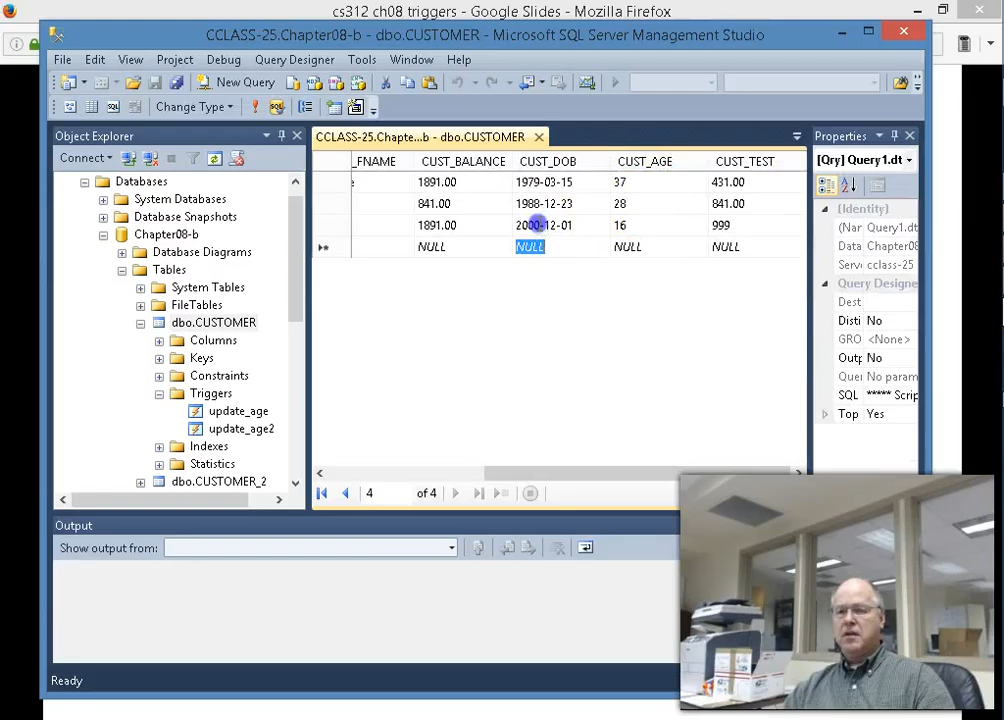 cs312 ch08 triggers - Google Slides - Mozilla Firefox
CCLASS-25.Chapter08-b - dbo.CUSTOMER - Microsoft SQL Server Management Studio
File Edit View Project Debug Query Designer Tools Window Help
New Query
Change Type
Object Explorer
Connect
Databases
System Databases
Database Snapshots
Chapter08-b
Database Diagrams
Tables
System Tables
FileTables
dbo.CUSTOMER
Columns
Keys
Constraints
Triggers
update_age
update_age2
Indexes
Statistics
dbo.CUSTOMER_2
CCLASS-25.Chapte...b - dbo.CUSTOMER
_FNAME CUST_BALANCE CUST_DOB CUST_AGE CUST_TEST
e 1891.00 1979-03-15 37 431.00
841.00 1988-12-23 28 841.00
1891.00 2000-12-01 16 999
NULL NULL NULL NULL
4 of 4
Properties
[Qry] Query1.dt
(Identity)
(Nar Query1.dt
Data Chapter08
Serv cclass-25
Query Designer
Dest
Disti No
GRO <None>
Outp No
Quer No param
SQL ***** Scrip
Top Yes
Output
Show output from:
Ready